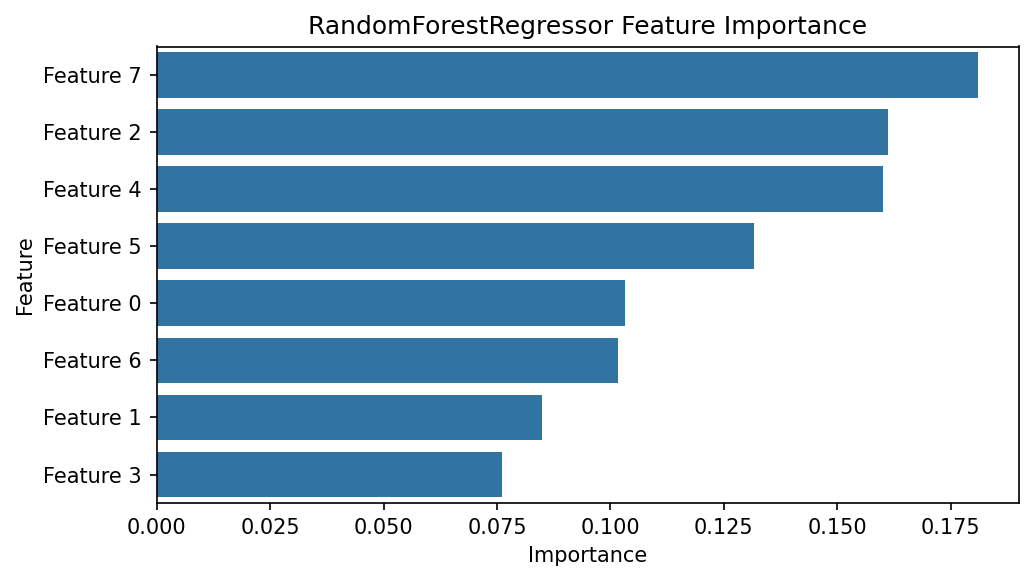 RandomForestRegressor Feature Importance
Feature
Feature 7
Feature 2
Feature 4
Feature 5
Feature 0
Feature 6
Feature 1
Feature 3
0.000 0.025 0.050 0.075 0.100 0.125 0.150 0.175
Importance